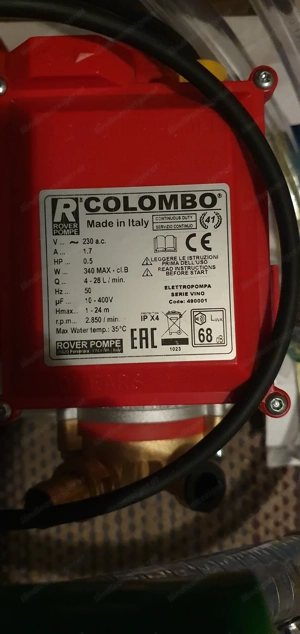 R COLOMBO®
ROVER POMPE
Made in Italy
CONTINUOUS DUTY
SERVIZIO CONTINUO
41
CE
V ... ~ 230 a.c.
A ... 1.7
HP ... 0.5
W ... 340 MAX - cl.B
Q ... 4 - 28 L / min.
Hz ... 50
µF ... 10 - 400V
Hmax. 1 - 24 m
r.p.m ... 2.850 / min.
Max Water temp.: 35°C
LEGGERE LE ISTRUZIONI
PRIMA DELL'USO
READ INSTRUCTIONS
BEFORE START
ELETTROPOMPA
SERIE VINO
Code: 490001
ROVER POMPE
EAC
IP X4
1023
68
dB